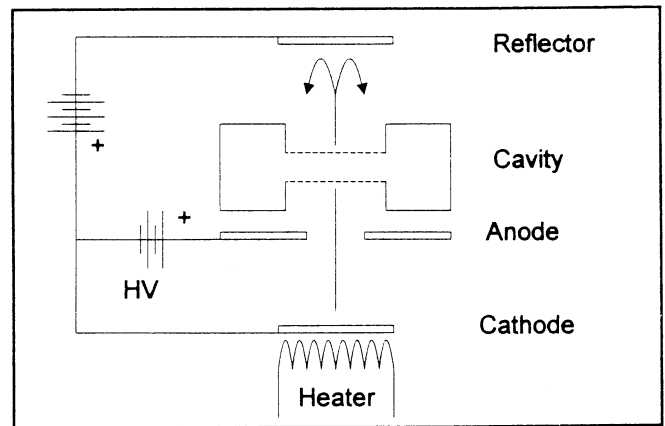 Reflector
+
Cavity
+
Anode
HV
Cathode
Heater